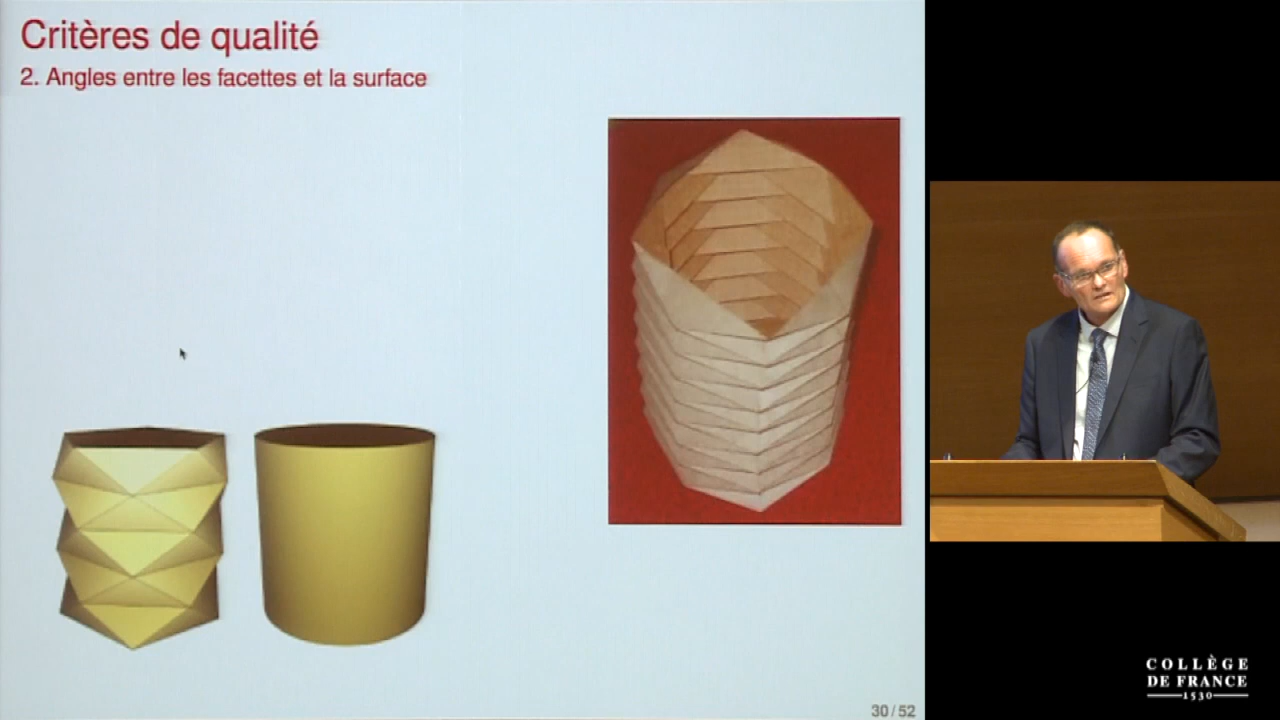 Critères de qualité
2. Angles entre les facettes et la surface
30 / 52
COLLÈGE
DE FRANCE
1530